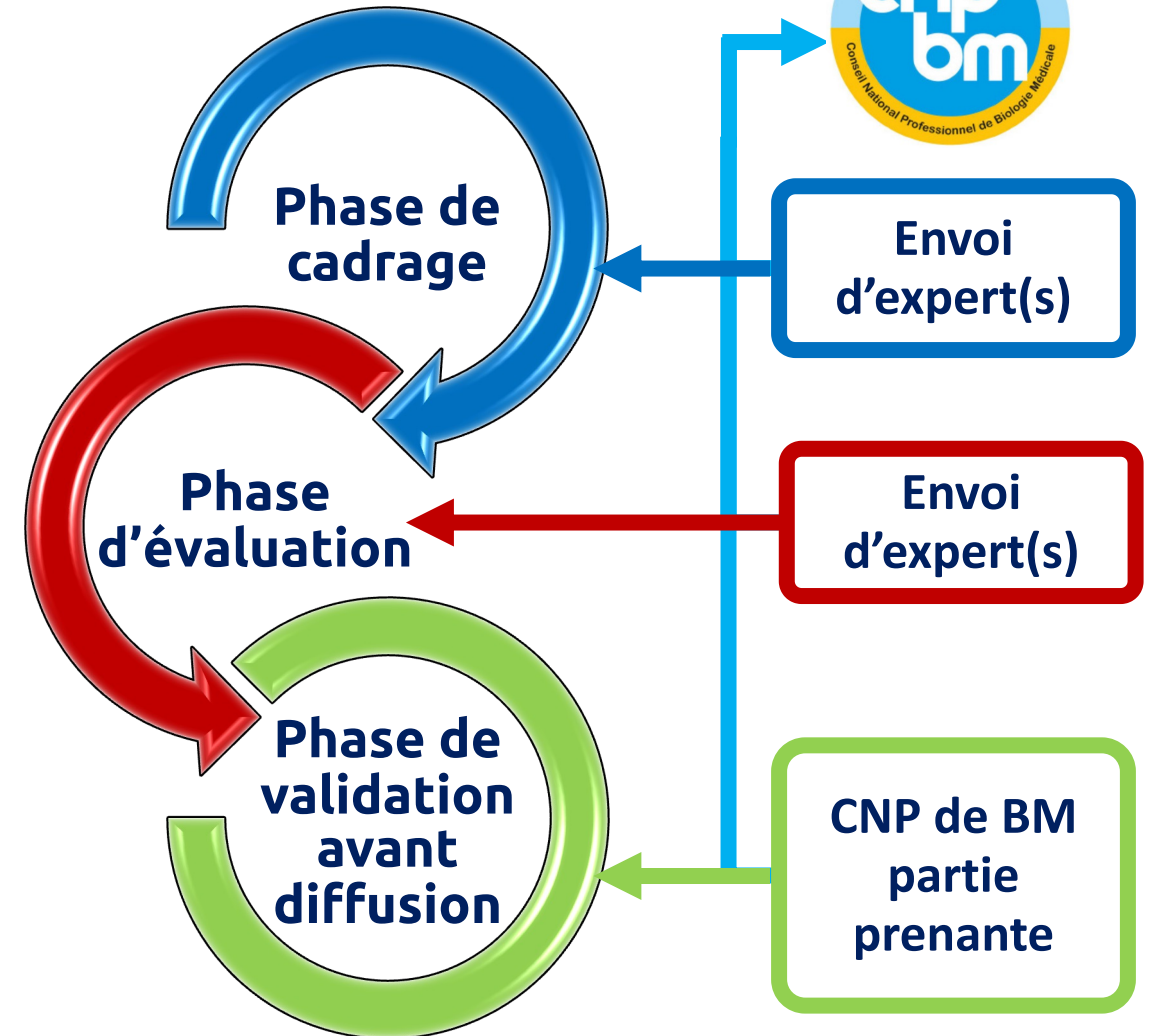 cnp
bm
Conseil National Professionnel de Biologie Médicale
Phase de
cadrage
Envoi
d’expert(s)
Phase
d’évaluation
Envoi
d’expert(s)
Phase de
validation
avant
diffusion
CNP de BM
partie
prenante